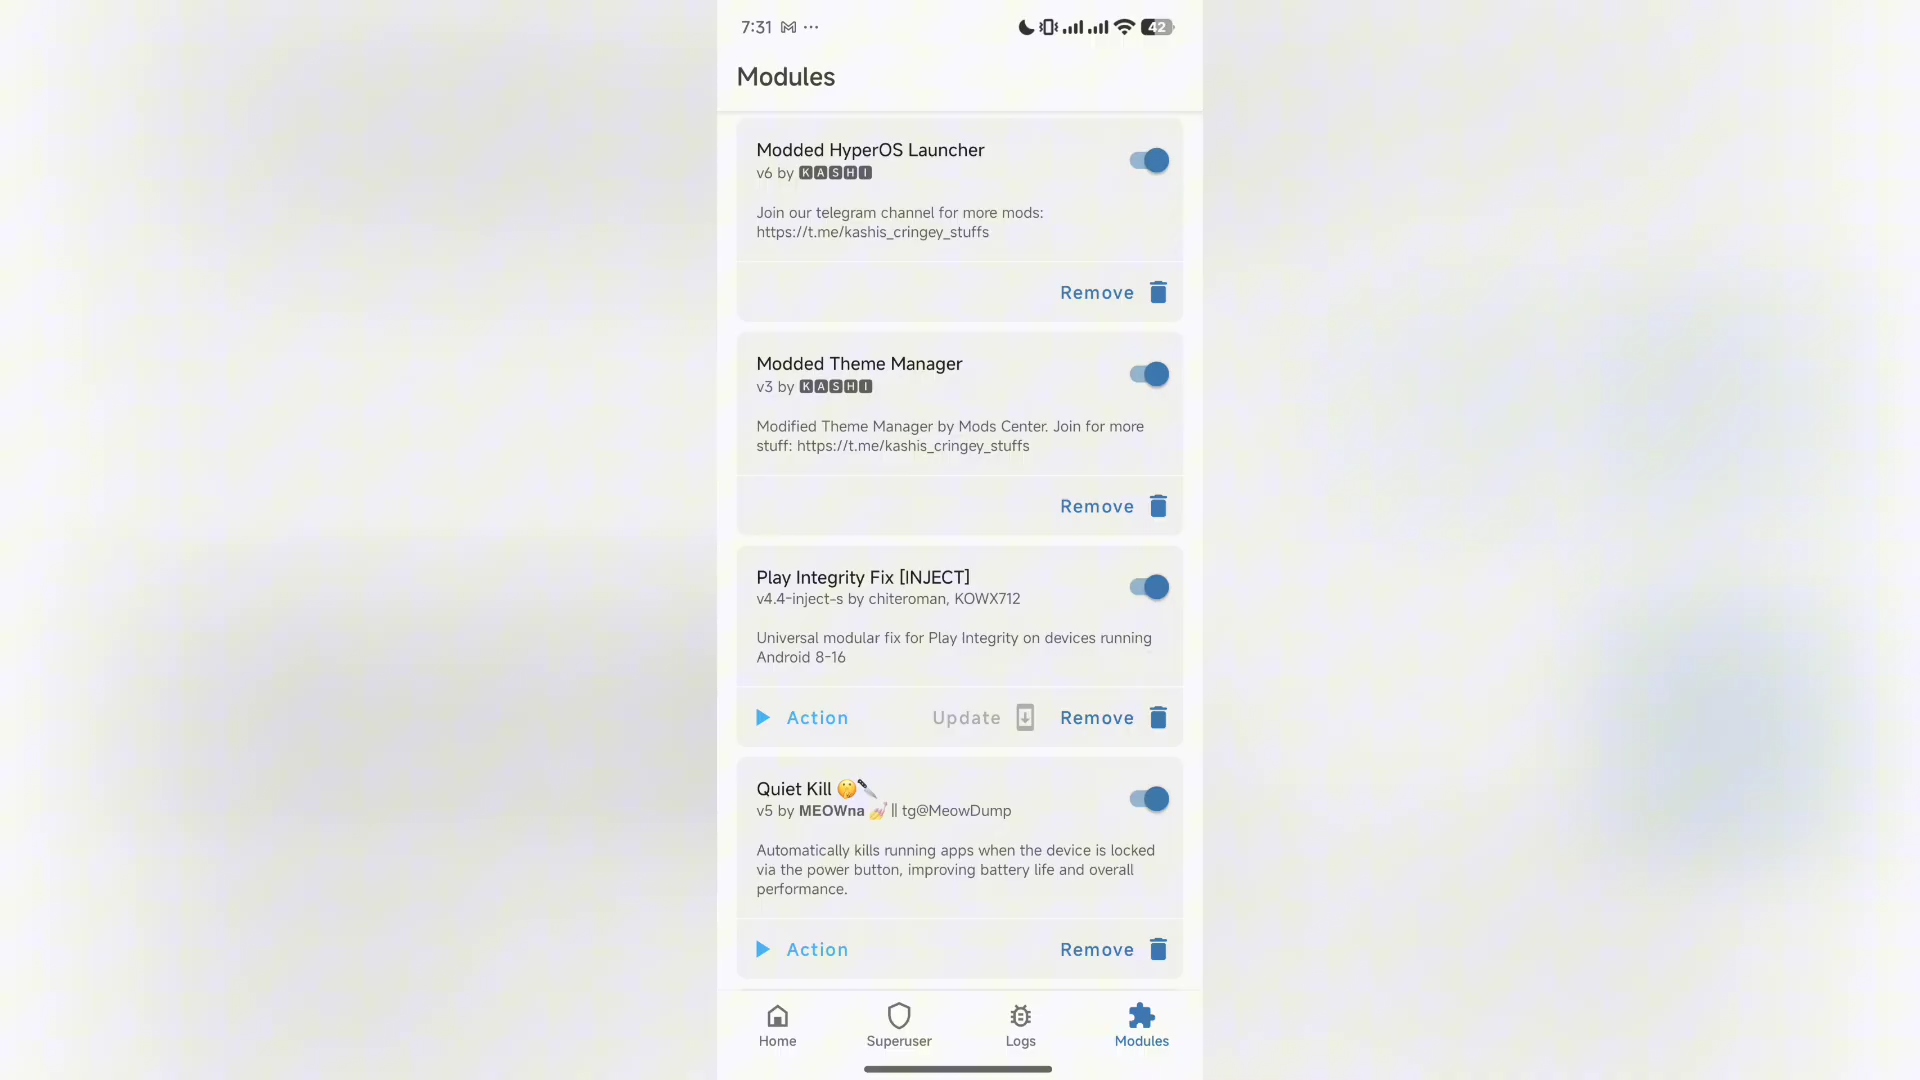 7:31
42
Modules
Modded HyperOS Launcher
v6 by 🅺🅰🆂🅷🅸
Join our telegram channel for more mods:
https://t.me/kashis_cringey_stuffs
Remove
Modded Theme Manager
v3 by 🅺🅰🆂🅷🅸
Modified Theme Manager by Mods Center. Join for more
stuff: https://t.me/kashis_cringey_stuffs
Remove
Play Integrity Fix [INJECT]
v4.4-inject-s by chiteroman, KOWX712
Universal modular fix for Play Integrity on devices running
Android 8-16
Action Update Remove
Quiet Kill 🤫🔪
v5 by MEOWna 💅 || tg@MeowDump
Automatically kills running apps when the device is locked
via the power button, improving battery life and overall
performance.
Action Remove
Home Superuser Logs Modules